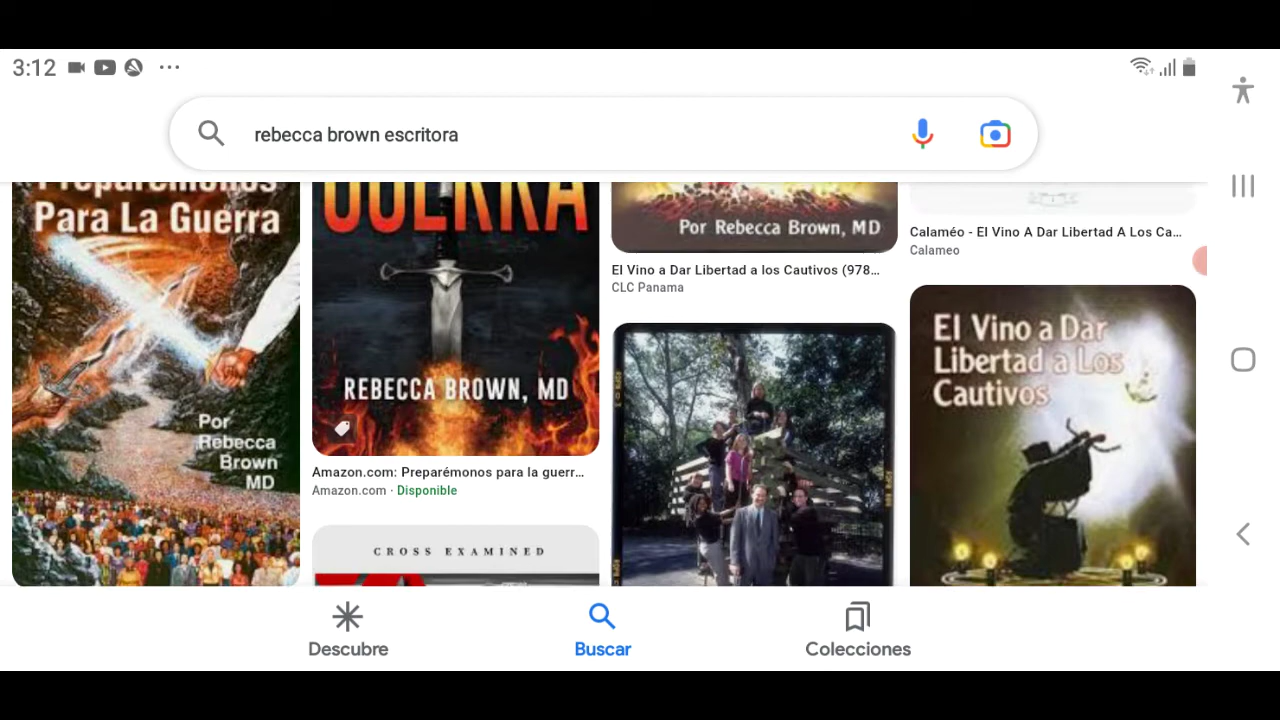 3:12
rebecca brown escritora
Preparémonos
Para La Guerra
Por
Rebecca
Brown
MD
GUERRA
REBECCA BROWN, MD
Amazon.com: Preparémonos para la guerr...
Amazon.com · Disponible
CROSS EXAMINED
Por Rebecca Brown, MD
El Vino a Dar Libertad a los Cautivos (978...
CLC Panama
Calaméo - El Vino A Dar Libertad A Los Ca...
Calameo
El Vino a Dar
Libertad a Los
Cautivos
Descubre
Buscar
Colecciones